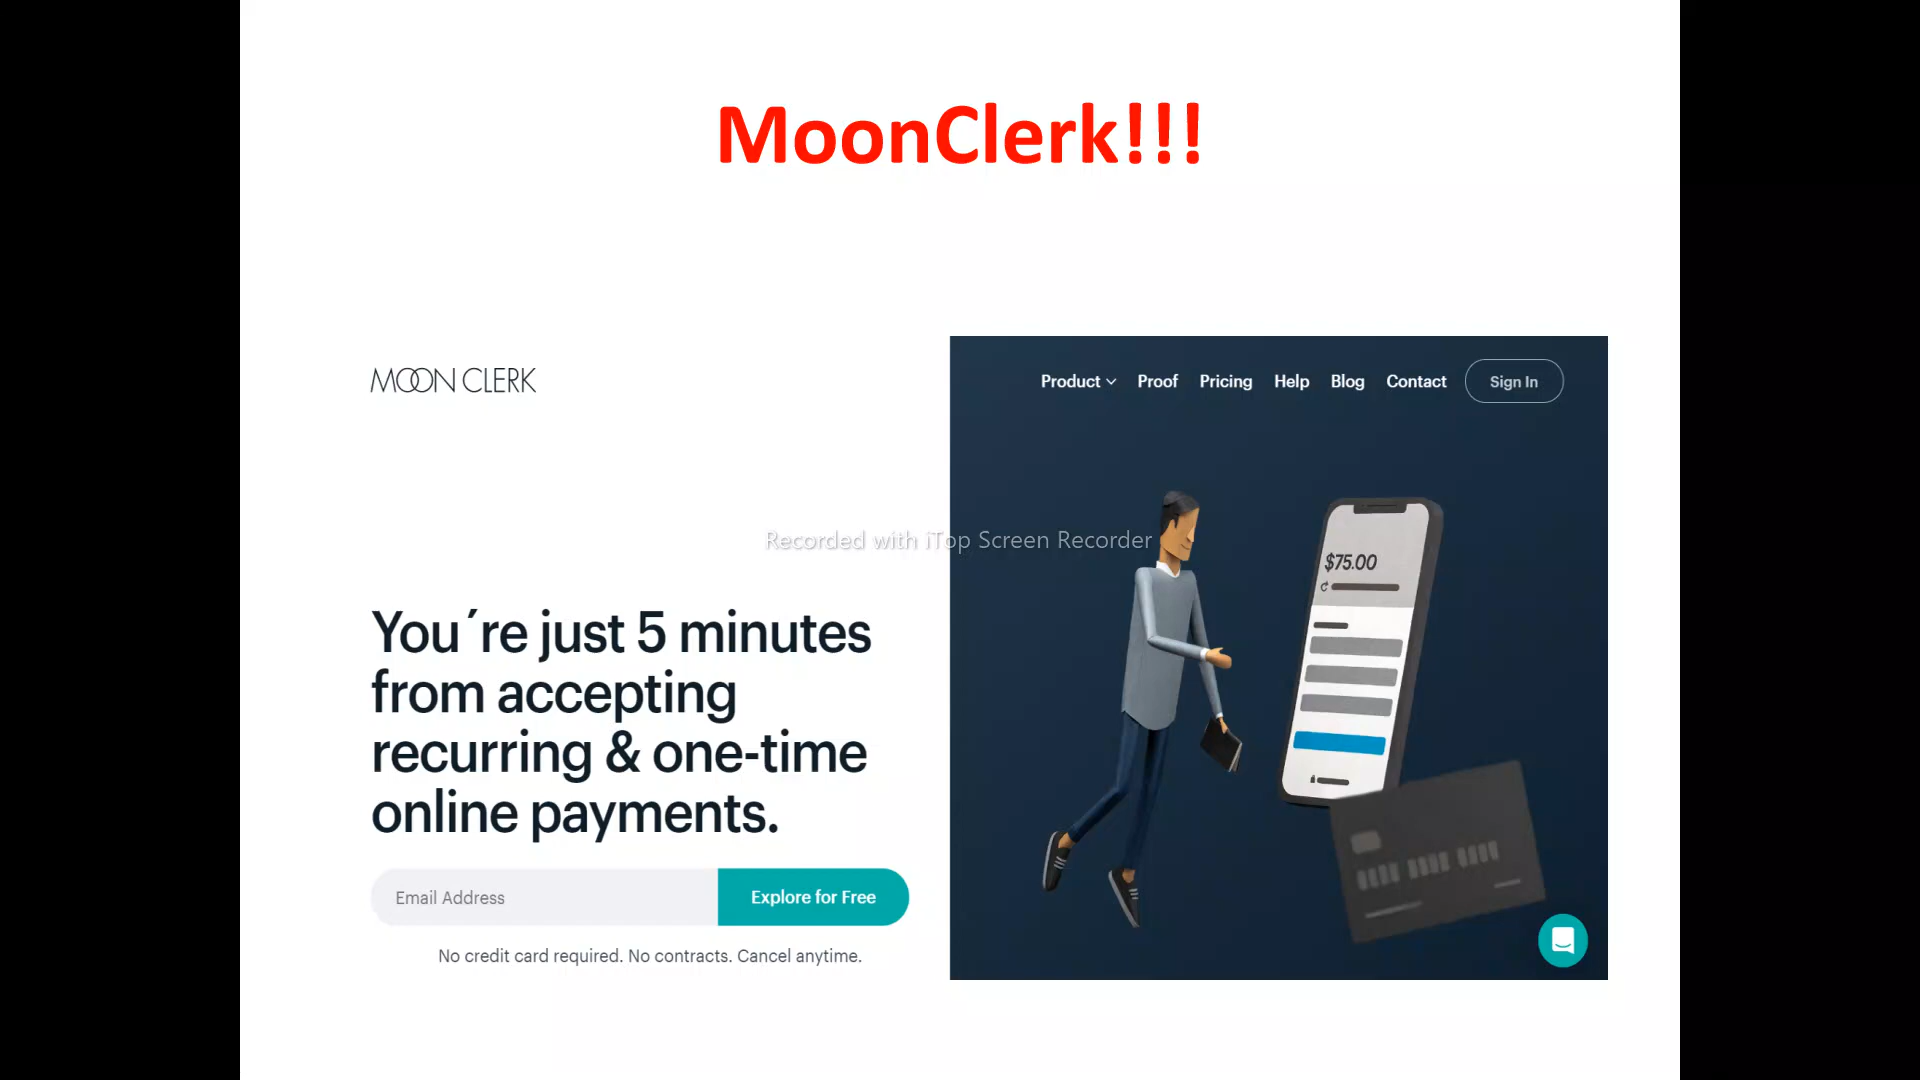 MoonClerk!!!
MOON CLERK
Product Proof Pricing Help Blog Contact Sign In
Recorded with iTop Screen Recorder
$75.00
You´re just 5 minutes
from accepting
recurring & one-time
online payments.
Email Address
Explore for Free
No credit card required. No contracts. Cancel anytime.